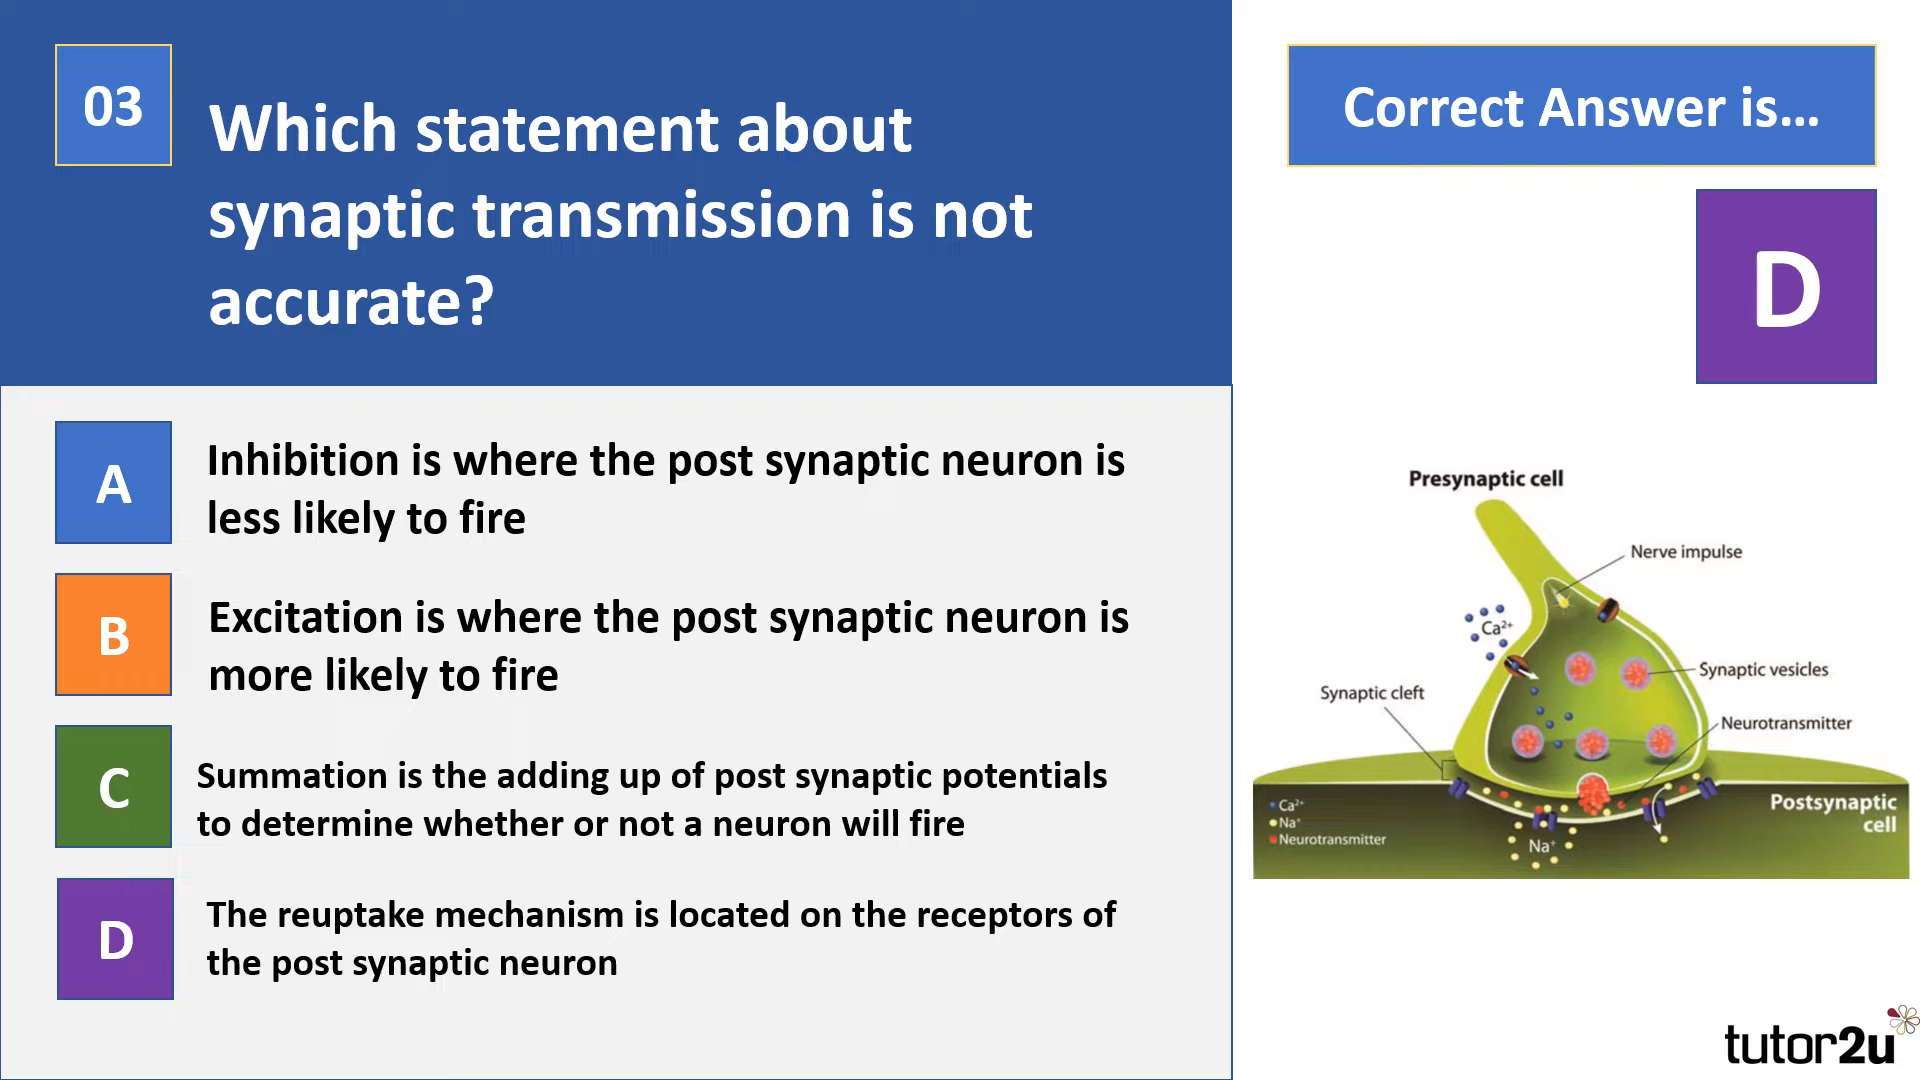 03
Which statement about
synaptic transmission is not
accurate?
Correct Answer is...
D
A
Inhibition is where the post synaptic neuron is
less likely to fire
B
Excitation is where the post synaptic neuron is
more likely to fire
C
Summation is the adding up of post synaptic potentials
to determine whether or not a neuron will fire
D
The reuptake mechanism is located on the receptors of
the post synaptic neuron
Presynaptic cell
Nerve impulse
Ca²⁺
Synaptic vesicles
Synaptic cleft
Neurotransmitter
Ca²⁺
Na⁺
Neurotransmitter
Na⁺
Postsynaptic
cell
tutor2u